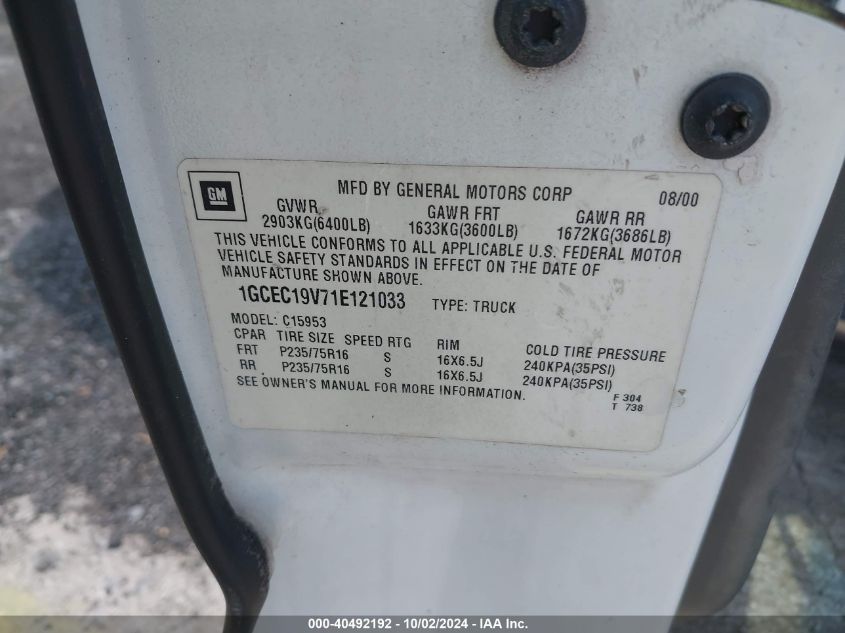 GM
MFD BY GENERAL MOTORS CORP 08/00
GVWR GAWR FRT GAWR RR
2903KG(6400LB) 1633KG(3600LB) 1672KG(3686LB)
THIS VEHICLE CONFORMS TO ALL APPLICABLE U.S. FEDERAL MOTOR
VEHICLE SAFETY STANDARDS IN EFFECT ON THE DATE OF
MANUFACTURE SHOWN ABOVE.
1GCEC19V71E121033 TYPE: TRUCK
MODEL: C15953
CPAR TIRE SIZE SPEED RTG RIM COLD TIRE PRESSURE
FRT P235/75R16 S 16X6.5J 240KPA(35PSI)
RR P235/75R16 S 16X6.5J 240KPA(35PSI)
SEE OWNER'S MANUAL FOR MORE INFORMATION.
F 304
T 738
000-40492192 - 10/02/2024 - IAA Inc.